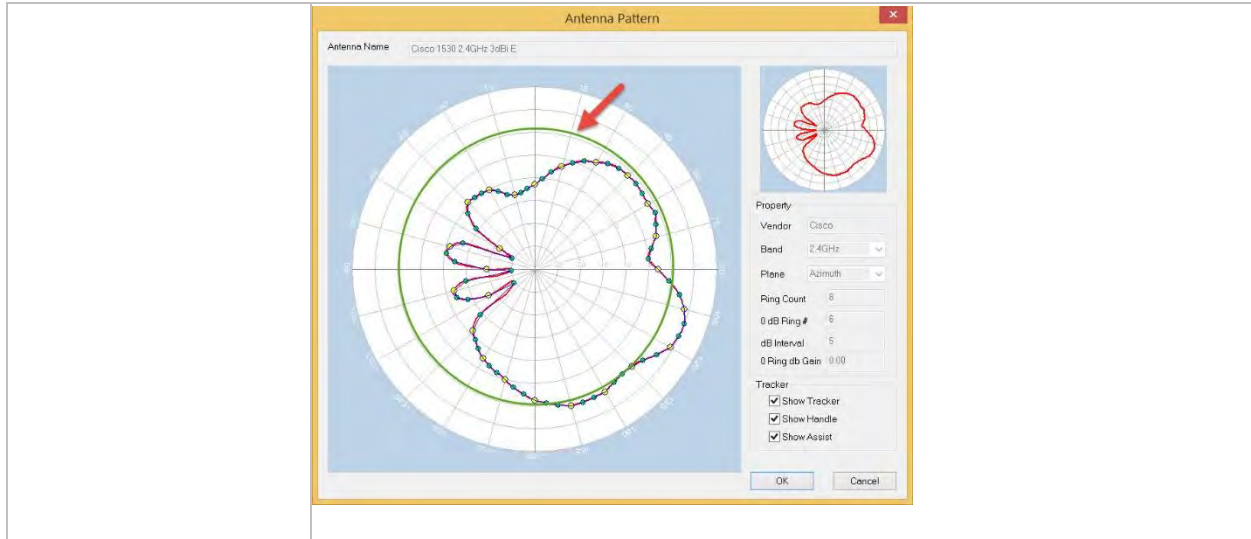 Antenna Pattern
Antenna Name Cisco 1530 2.4GHz 3dBi E
Property
Vendor Cisco
Band 2.4GHz
Plane Azimuth
Ring Count 8
0 dB Ring # 6
dB Interval 5
0 Ring db Gain 0.00
Tracker
Show Tracker
Show Handle
Show Assist
OK Cancel